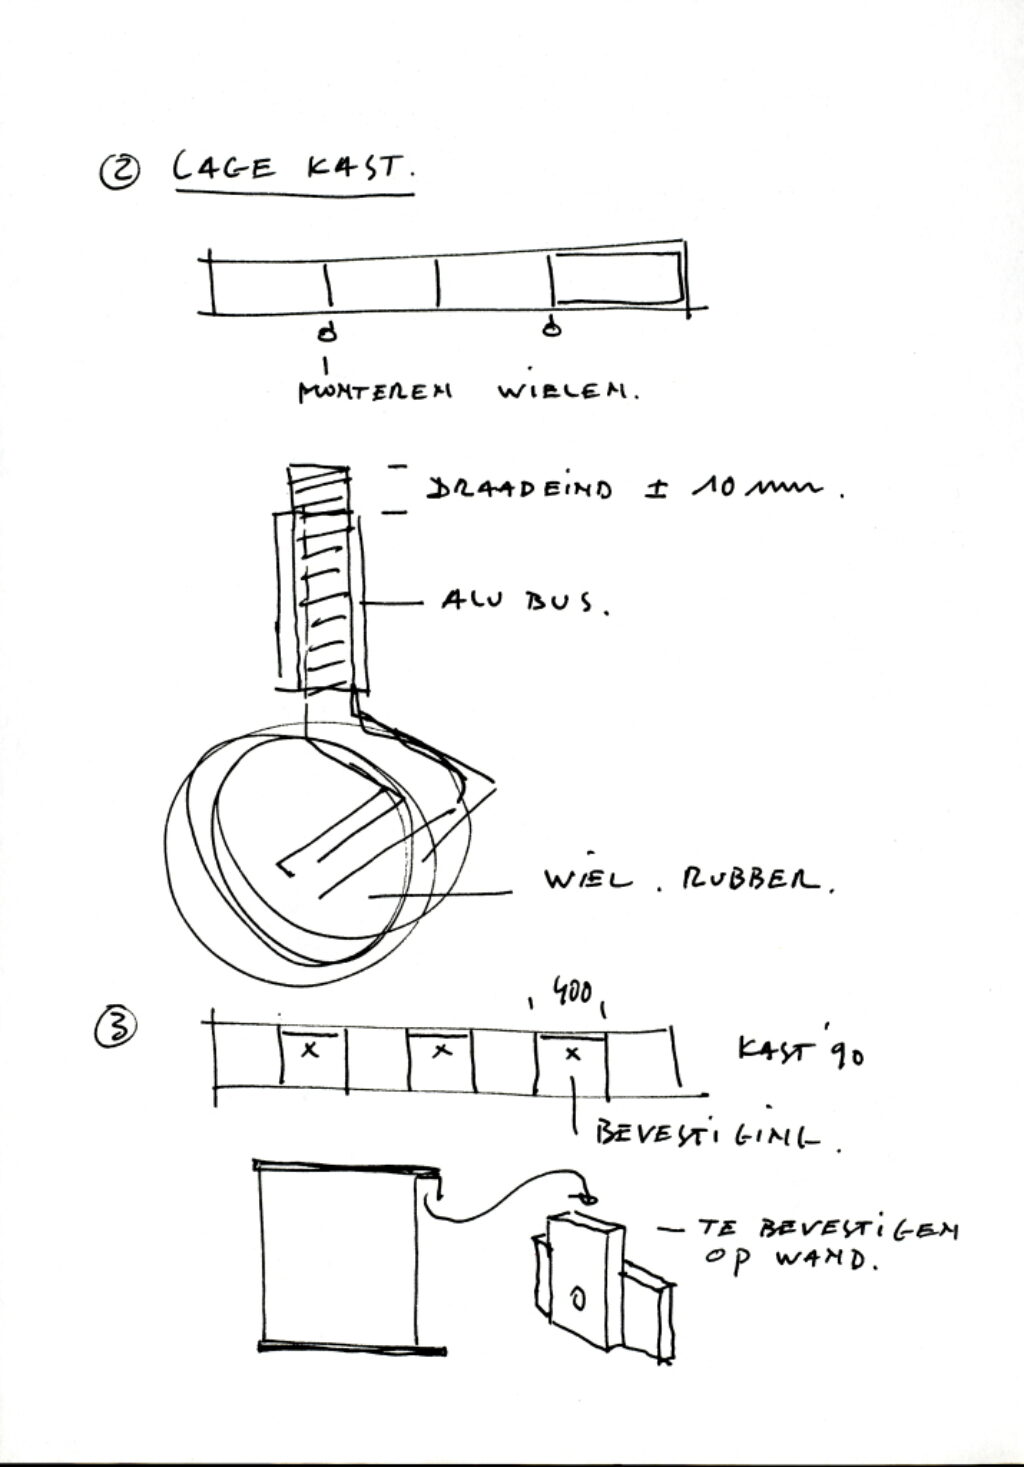 ② LAGE KAST.
MONTEREN WIELEN.
DRAADEIND ± 10 mm.
ALU BUS.
WIEL. RUBBER.
400
③
x x x
KAST '90
BEVESTIGING.
- TE BEVESTIGEN
OP WAND.